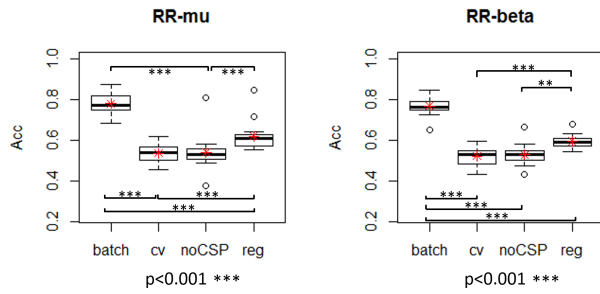 RR-mu
Acc
1.0
0.8
0.6
0.4
0.2
*** ***
***
***
***
batch cv noCSP reg
p<0.001 ***
RR-beta
Acc
1.0
0.8
0.6
0.4
0.2
***
**
***
***
***
batch cv noCSP reg
p<0.001 ***